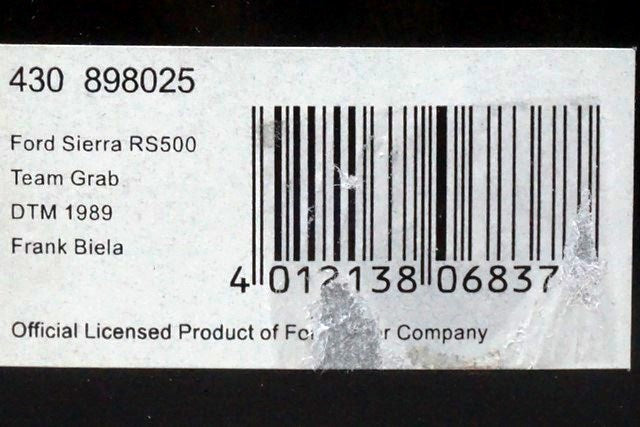 430 898025
Ford Sierra RS500
Team Grab
DTM 1989
Frank Biela
4 012138 06837
Official Licensed Product of Company